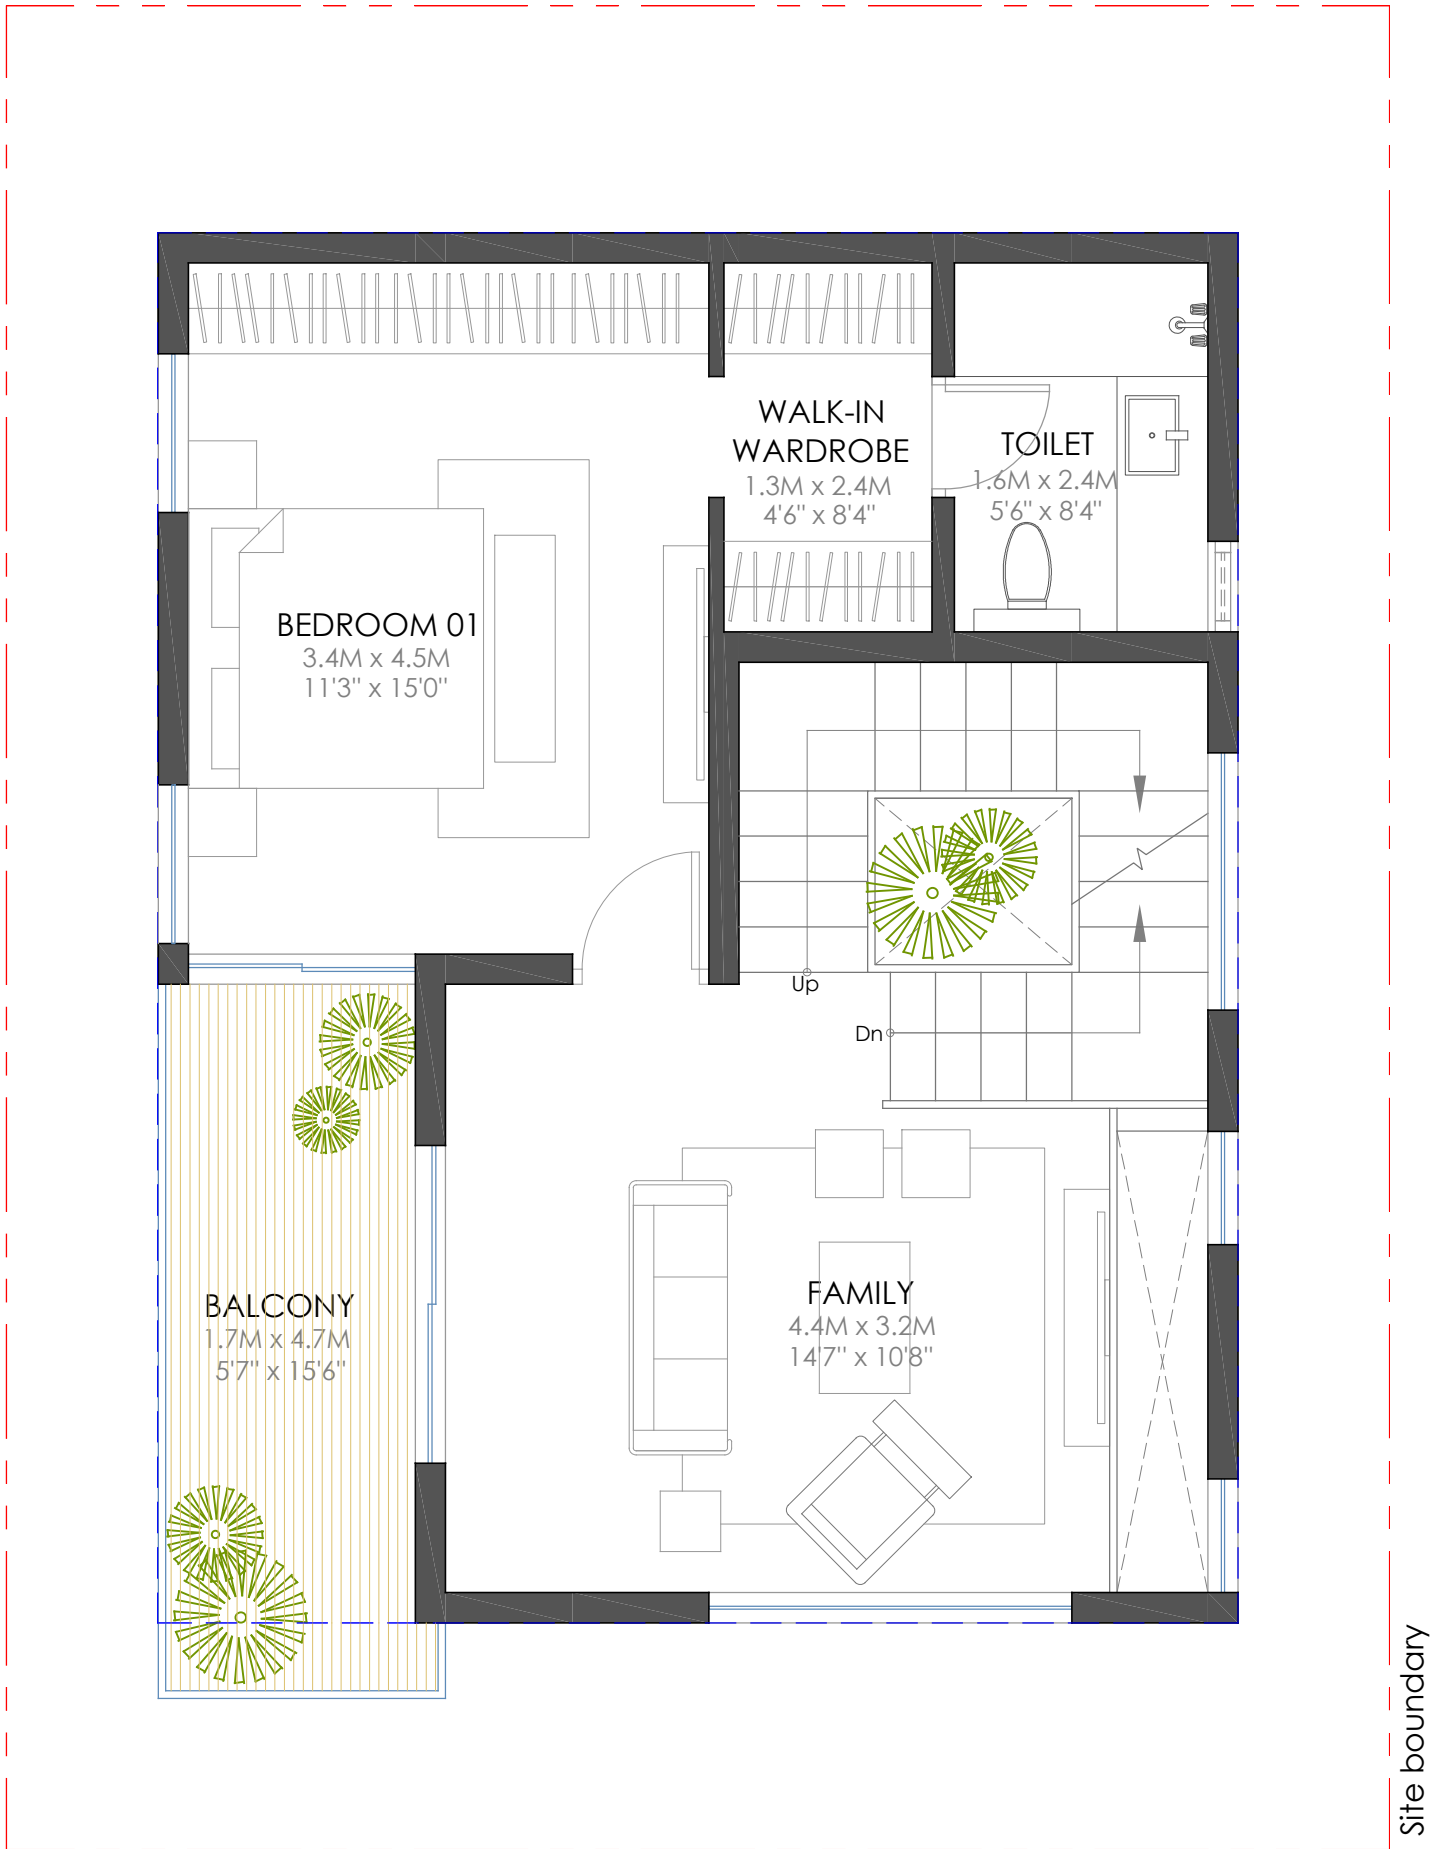 WALK-IN
WARDROBE
1.3M x 2.4M
4'6" x 8'4"
TOILET
1.6M x 2.4M
5'6" x 8'4"
BEDROOM 01
3.4M x 4.5M
11'3" x 15'0"
Up
Dn
BALCONY
1.7M x 4.7M
5'7" x 15'6"
FAMILY
4.4M x 3.2M
14'7" x 10'8"
Site boundary